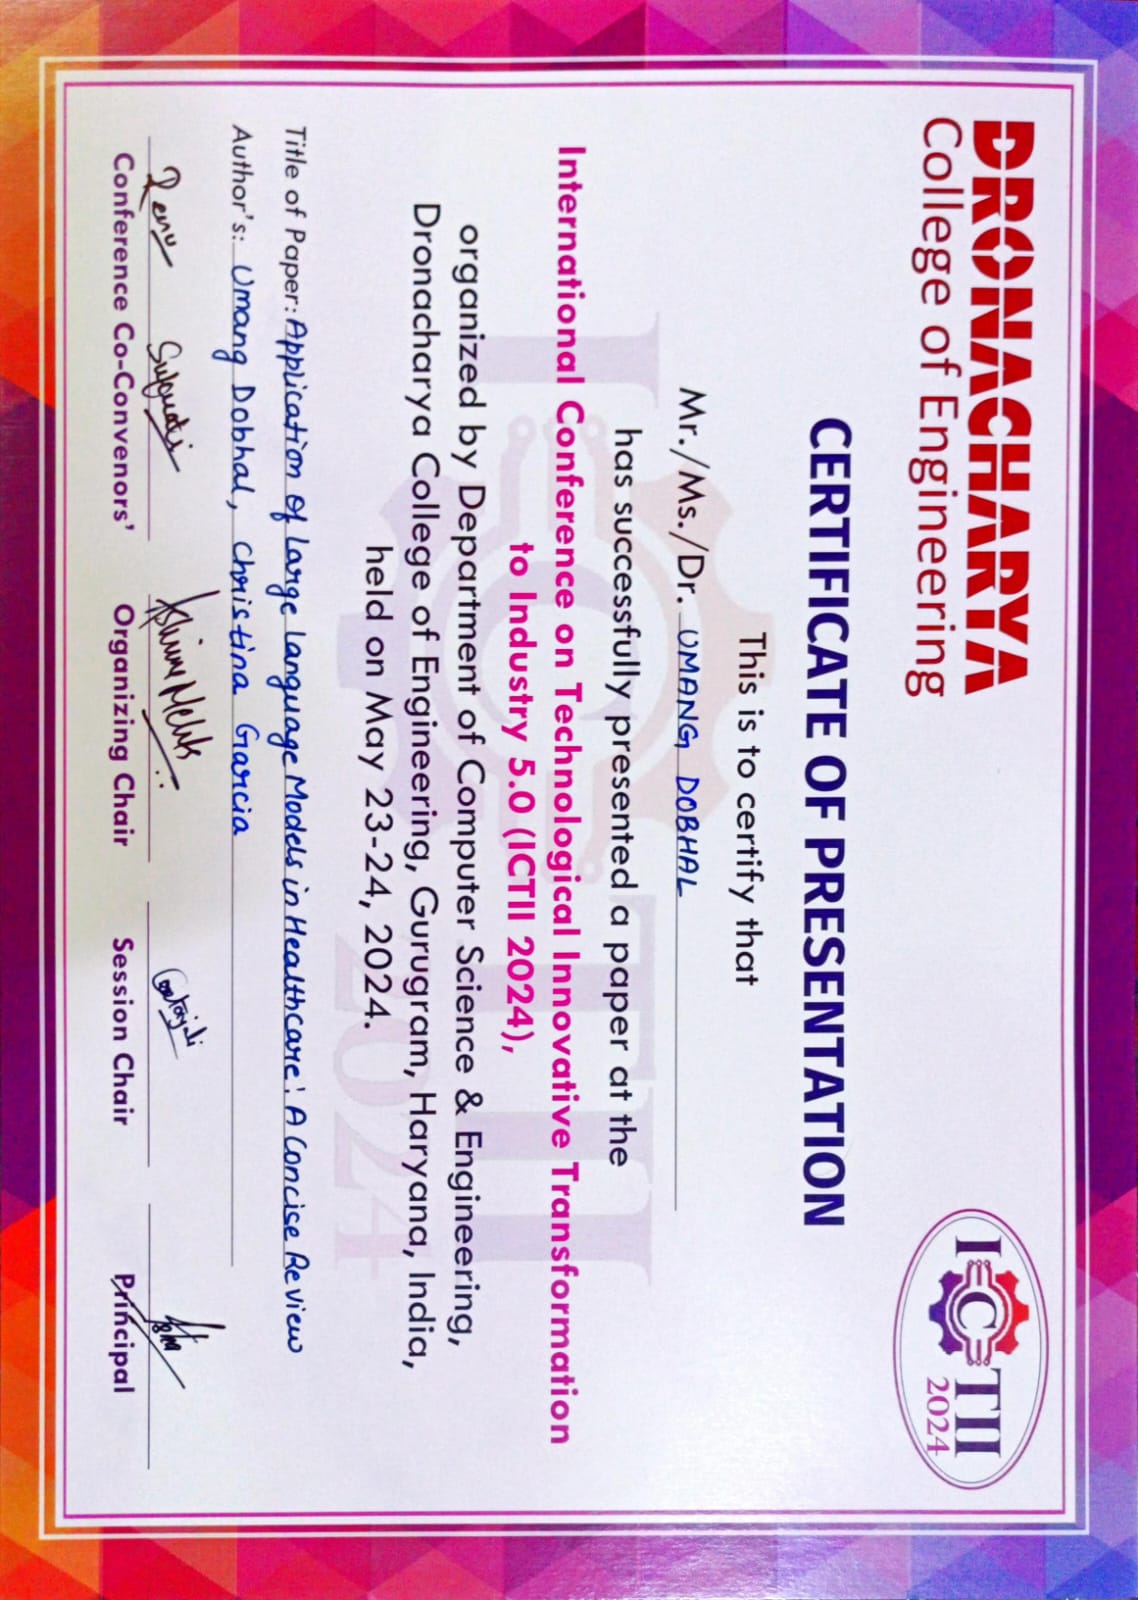 DRONACHARYA
College of Engineering
ICTII
2024
CERTIFICATE OF PRESENTATION
This is to certify that
Mr./Ms./Dr. UMANG DOBHAL
has successfully presented a paper at the
International Conference on Technological Innovative Transformation
to Industry 5.0 (ICTII 2024),
organized by Department of Computer Science & Engineering,
Dronacharya College of Engineering, Gurugram, Haryana, India,
held on May 23-24, 2024.
Title of Paper: Application Of Large Language Models in Healthcare: A Concise Review
Author's: Umang Dobhal, Christina Garcia
Renu
Conference Co-Convenors' Organizing Chair Session Chair Principal